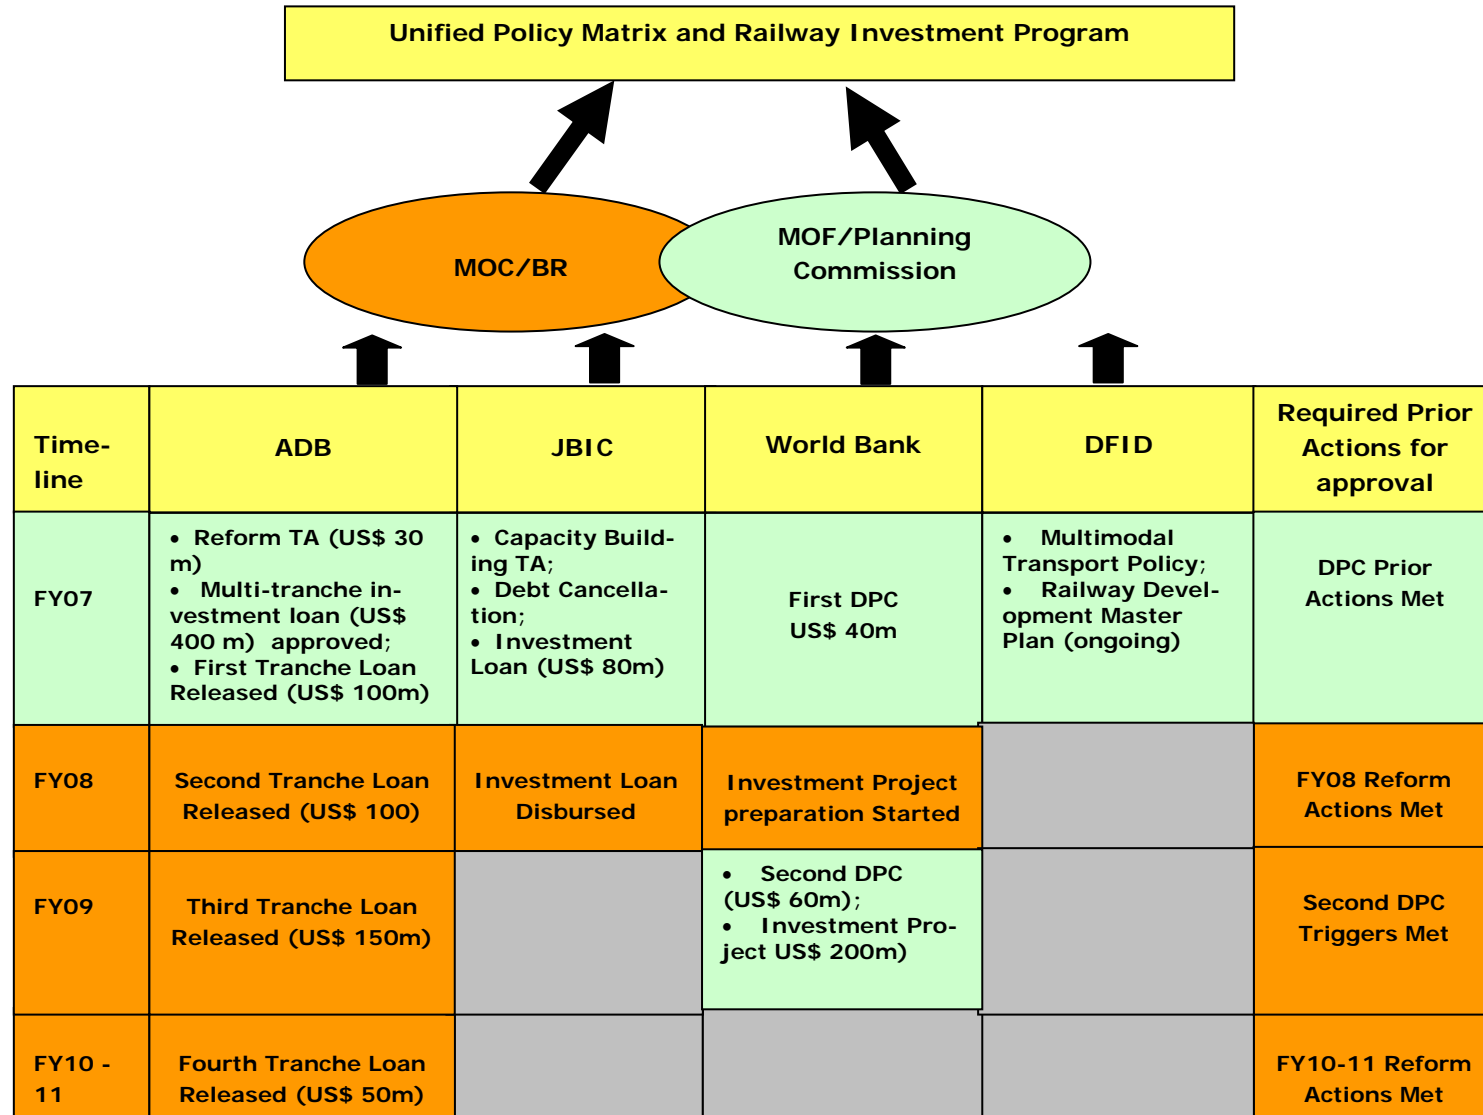 Unified Policy Matrix and Railway Investment Program
MOC/BR
MOF/Planning
Commission
Time-
line
ADB
JBIC
World Bank
DFID
Required Prior
Actions for
approval
FY07
• Reform TA (US$ 30
m)
• Multi-tranche in-
vestment loan (US$
400 m) approved;
• First Tranche Loan
Released (US$ 100m)
• Capacity Build-
ing TA;
• Debt Cancella-
tion;
• Investment
Loan (US$ 80m)
First DPC
US$ 40m
• Multimodal
Transport Policy;
• Railway Devel-
opment Master
Plan (ongoing)
DPC Prior
Actions Met
FY08
Second Tranche Loan
Released (US$ 100)
Investment Loan
Disbursed
Investment Project
preparation Started
FY08 Reform
Actions Met
FY09
Third Tranche Loan
Released (US$ 150m)
• Second DPC
(US$ 60m);
• Investment Pro-
ject US$ 200m)
Second DPC
Triggers Met
FY10 -
11
Fourth Tranche Loan
Released (US$ 50m)
FY10-11 Reform
Actions Met